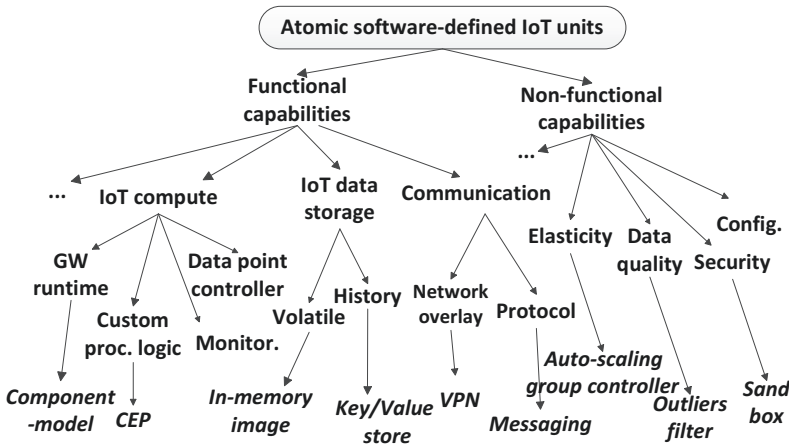 Atomic software-defined IoT units
Functional
capabilities
Non-functional
capabilities
...
...
IoT compute
IoT data
storage
Communication
Elasticity
Data
quality
Security
Config.
GW
runtime
Data point
controller
Custom
proc. logic
Monitor.
Volatile
History
Network
overlay
Protocol
Component
-model
CEP
In-memory
image
Key/Value
store
VPN
Messaging
Auto-scaling
group controller
Outliers
filter
Sand
box